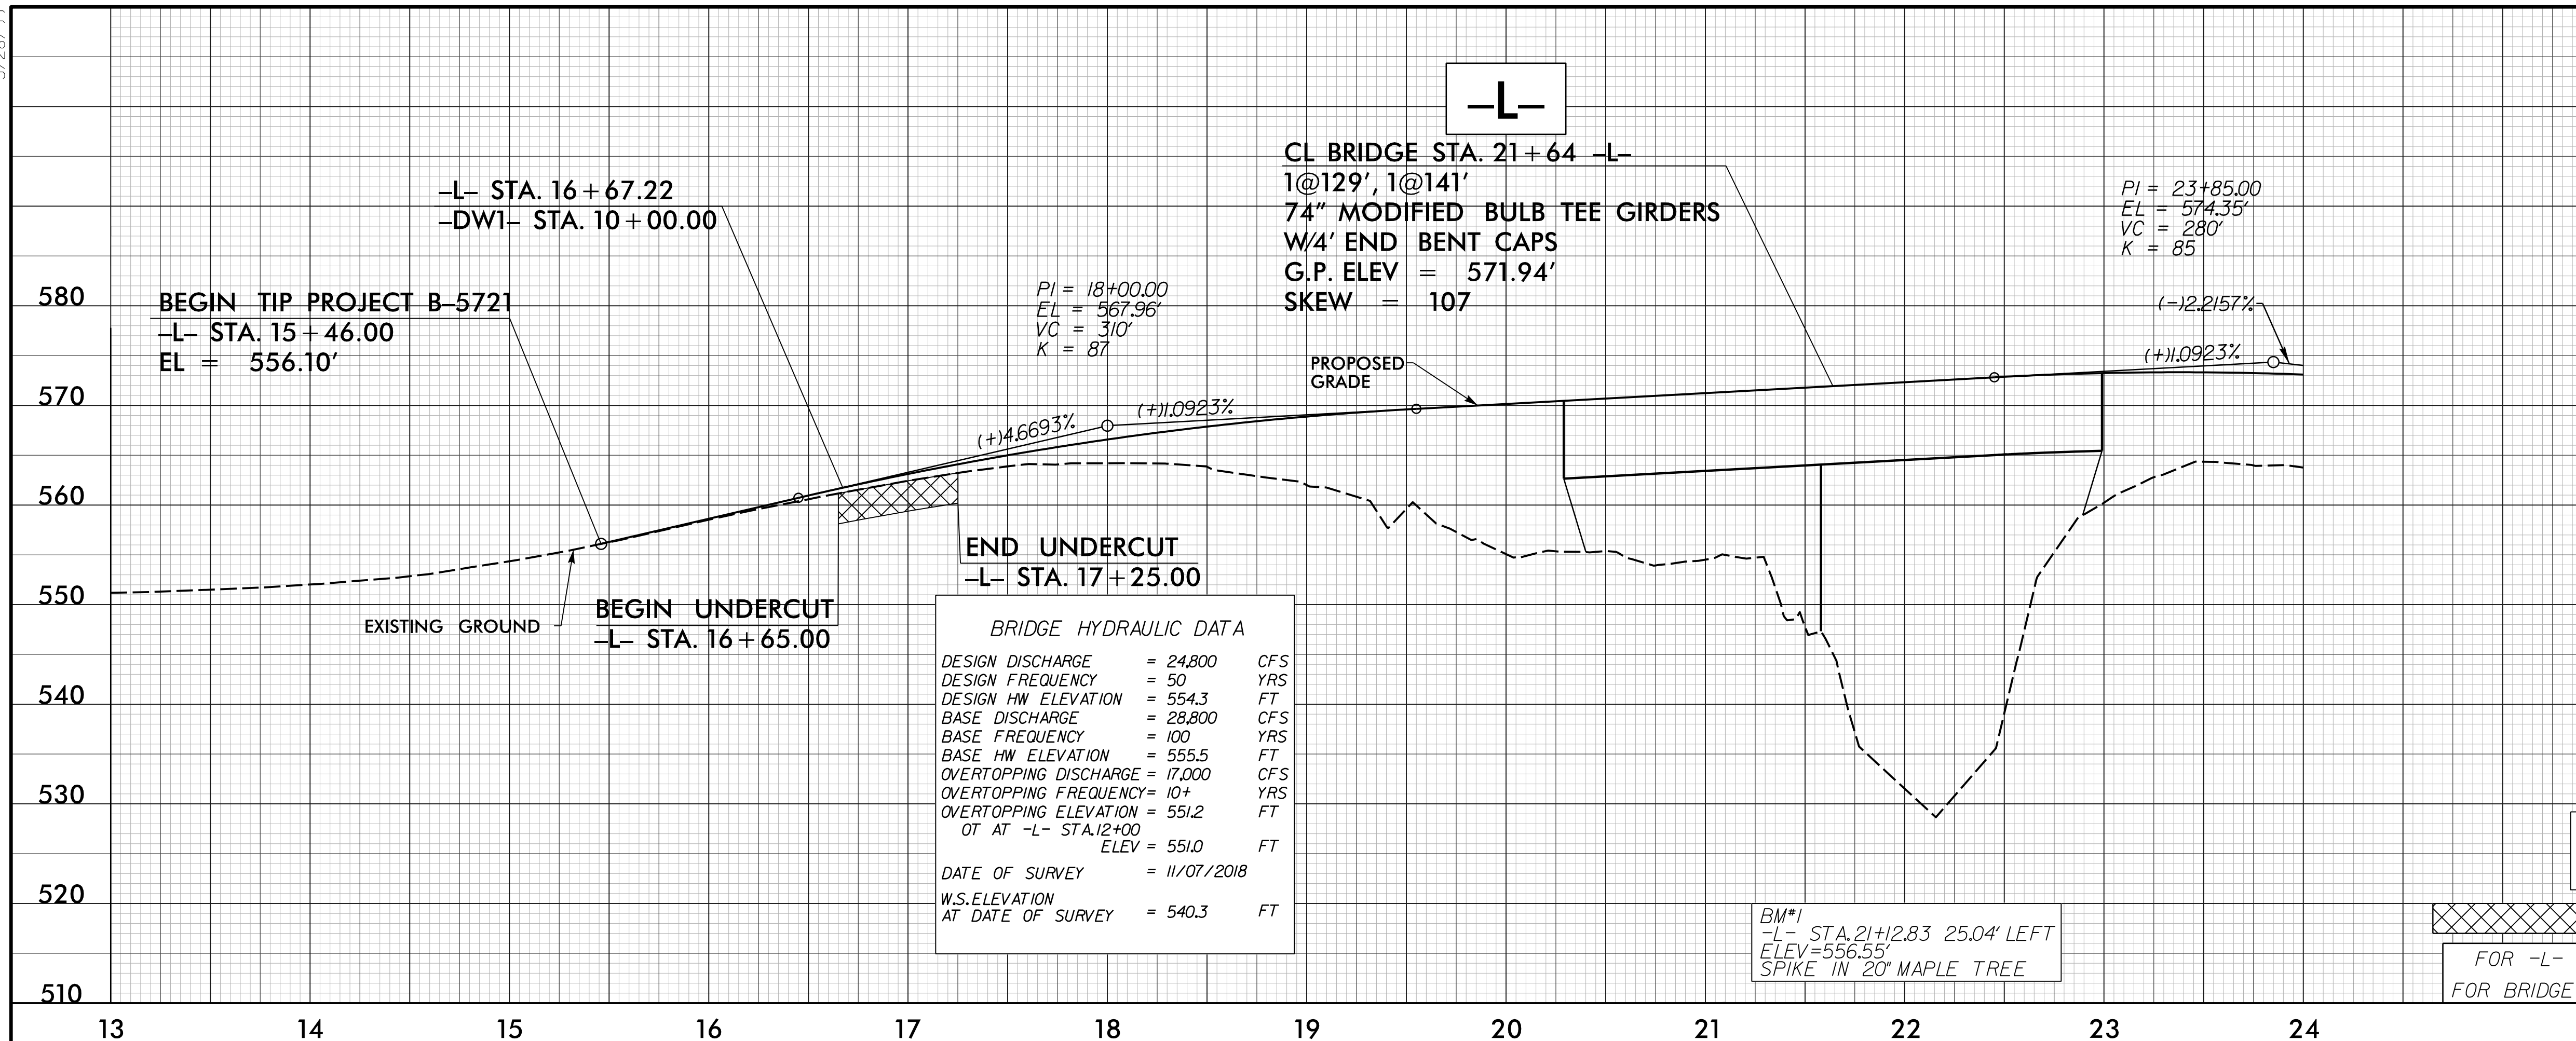 -L-
CL BRIDGE STA. 21+64 -L-
1@129', 1@141'
74" MODIFIED BULB TEE GIRDERS
W/4' END BENT CAPS
G.P. ELEV = 571.94'
SKEW = 107
-L- STA. 16+67.22
-DW1- STA. 10+00.00
BEGIN TIP PROJECT B-5721
-L- STA. 15+46.00
EL = 556.10'
PI = 18+00.00
EL = 567.96'
VC = 310'
K = 87
PI = 23+85.00
EL = 574.35'
VC = 280'
K = 85
(-)2.2157%
(+)1.0923%
PROPOSED
GRADE
(+)4.6693%
(+)1.0923%
END UNDERCUT
-L- STA. 17+25.00
BEGIN UNDERCUT
-L- STA. 16+65.00
EXISTING GROUND
BRIDGE HYDRAULIC DATA
DESIGN DISCHARGE = 24,800 CFS
DESIGN FREQUENCY = 50 YRS
DESIGN HW ELEVATION = 554.3 FT
BASE DISCHARGE = 28,800 CFS
BASE FREQUENCY = 100 YRS
BASE HW ELEVATION = 555.5 FT
OVERTOPPING DISCHARGE = 17,000 CFS
OVERTOPPING FREQUENCY = 10+ YRS
OVERTOPPING ELEVATION = 551.2 FT
OT AT -L- STA.12+00
ELEV = 551.0 FT
DATE OF SURVEY = 11/07/2018
W.S.ELEVATION
AT DATE OF SURVEY = 540.3 FT
BM#1
-L- STA.21+12.83 25.04' LEFT
ELEV=556.55'
SPIKE IN 20" MAPLE TREE
FOR -L-
FOR BRIDGE
580
570
560
550
540
530
520
510
13 14 15 16 17 18 19 20 21 22 23 24